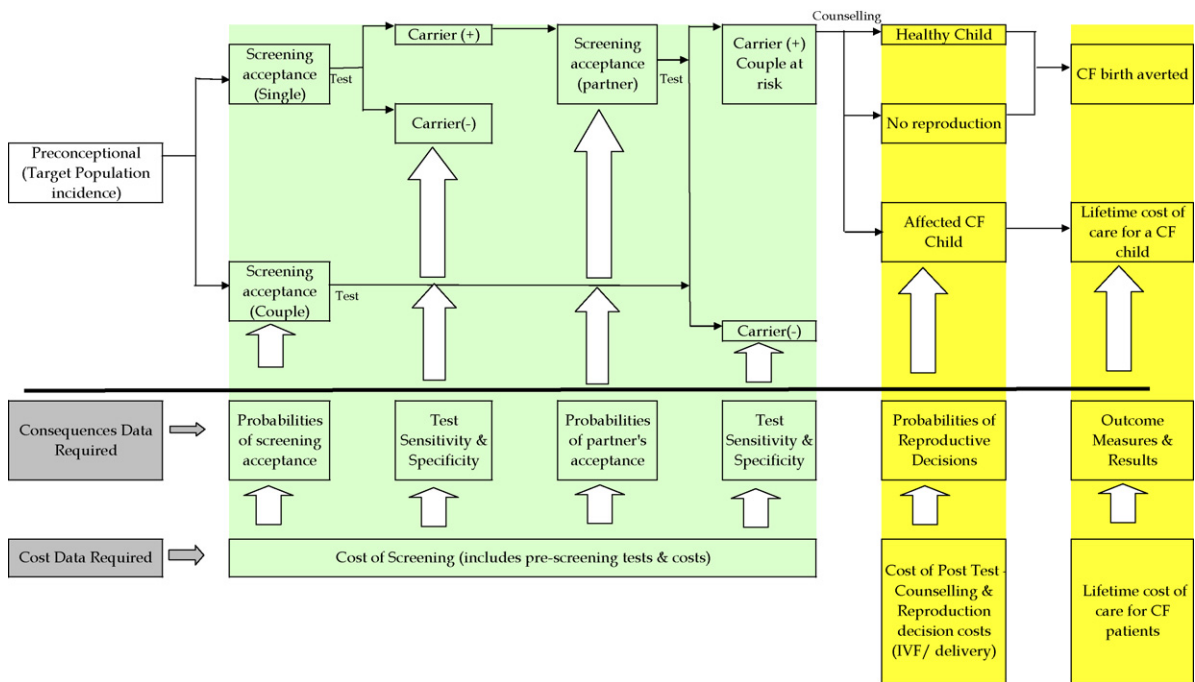 Counselling
Screening
acceptance
(Single)
Test
Carrier (+)
Carrier(-)
Screening
acceptance
(partner)
Test
Carrier (+)
Couple at
risk
Healthy Child
No reproduction
CF birth averted
Preconceptional
(Target Population
incidence)
Affected CF
Child
Lifetime cost of
care for a CF
child
Screening
acceptance
(Couple)
Test
Carrier(-)
Consequences Data
Required
Probabilities
of screening
acceptance
Test
Sensitivity &
Specificity
Probabilities
of partner's
acceptance
Test
Sensitivity &
Specificity
Probabilities of
Reproductive
Decisions
Outcome
Measures &
Results
Cost Data Required
Cost of Screening (includes pre-screening tests & costs)
Cost of Post Test -
Counselling &
Reproduction
decision costs
(IVF/ delivery)
Lifetime cost of
care for CF
patients